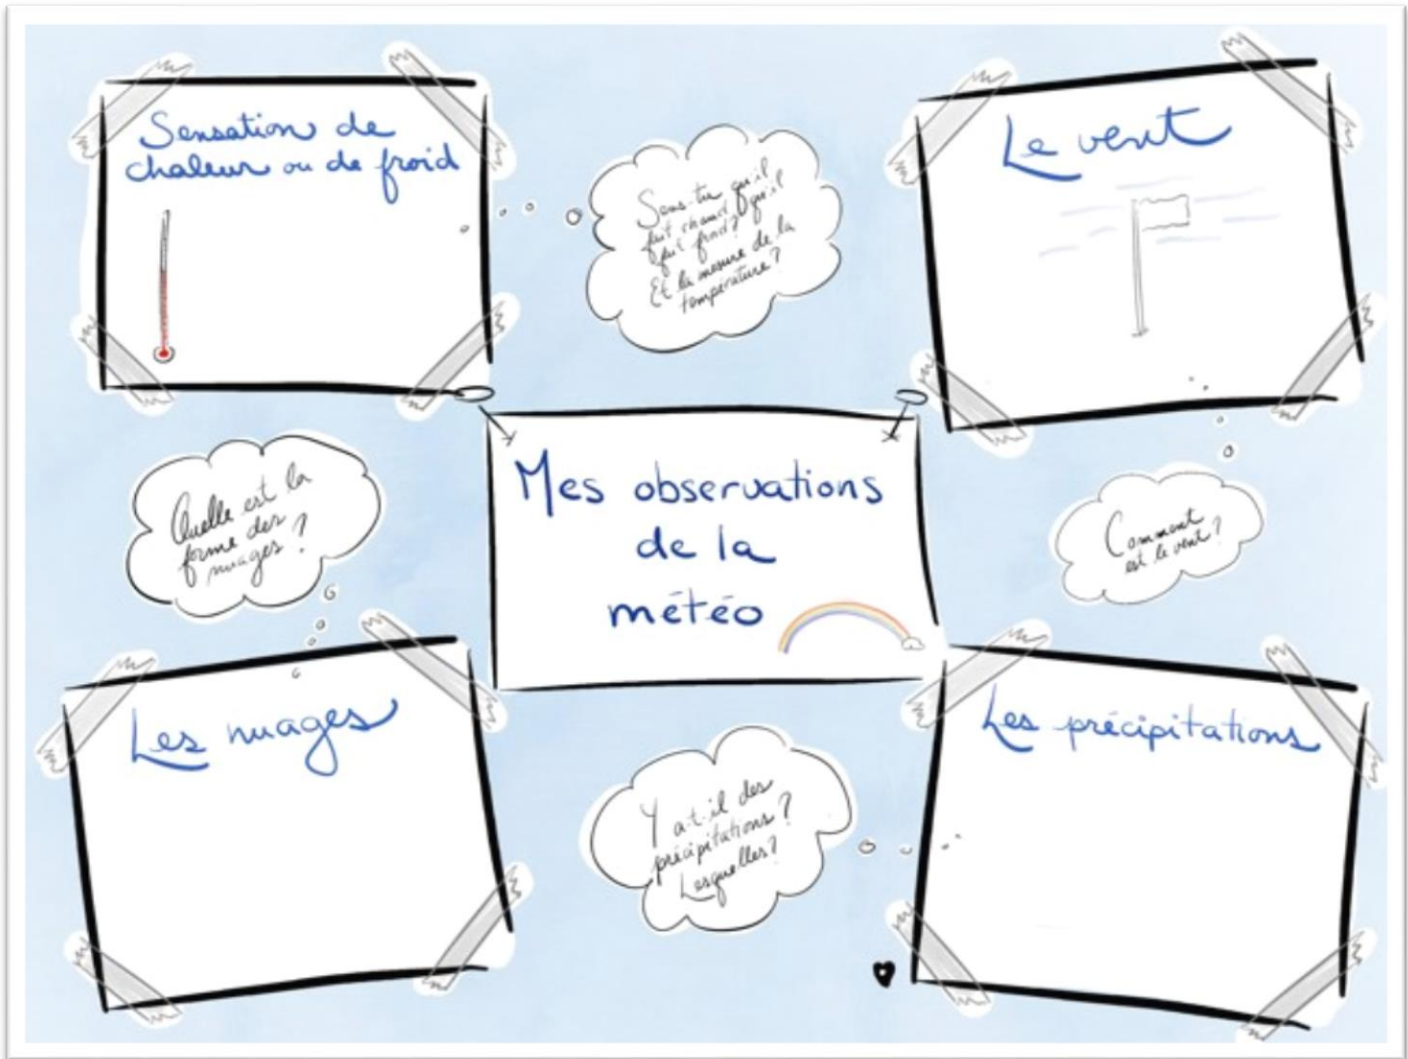 Sensation de
chaleur ou de froid
Sens-tu qu'il
fait chaud? qu'il
fait froid?
Et la mesure de la
température?
Le vent
Quelle est la
forme des
nuages?
Mes observations
de la
météo
Comment
est le vent?
Les nuages
Y a-t-il des
précipitations?
Lesquelles?
Les précipitations